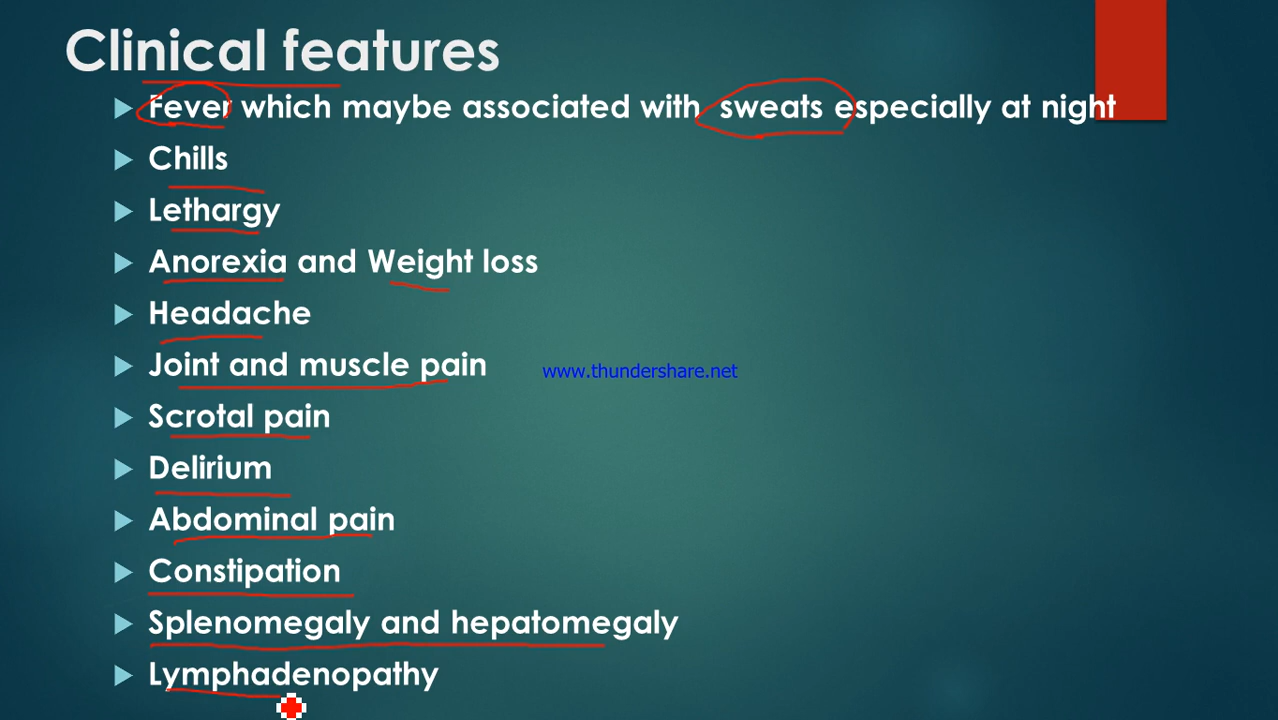 Clinical features
Fever which maybe associated with sweats especially at night
Chills
Lethargy
Anorexia and Weight loss
Headache
Joint and muscle pain
www.thundershare.net
Scrotal pain
Delirium
Abdominal pain
Constipation
Splenomegaly and hepatomegaly
Lymphadenopathy